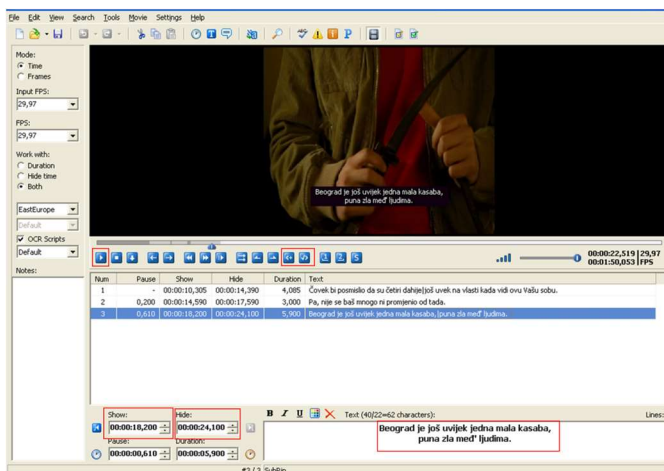 File Edit View Search Tools Movie Settings Help
Mode:
Time
Frames
Input FPS:
29,97
FPS:
29,97
Work with:
Duration
Hide time
Both
EastEurope
Default
OCR Scripts
Default
Notes:
Beograd je još uvijek jedna mala kasaba,
puna zla međ' ljudima.
00:00:22,519 29,97
00:01:50,053 FPS
Num Pause Show Hide Duration Text
1 - 00:00:10,305 00:00:14,390 4,085 Čovek bi posmislio da su četiri dahije|još uvek na vlasti kada vidi ovu Vašu sobu.
2 0,200 00:00:14,590 00:00:17,590 3,000 Pa, nije se baš mnogo ni promjenio od tada.
3 0,610 00:00:18,200 00:00:24,100 5,900 Beograd je još uvijek jedna mala kasaba,|puna zla međ' ljudima.
Show: Hide: B I U Text (40/22=62 characters): Lines:
00:00:18,200 00:00:24,100
Pause: Duration:
00:00:00,610 00:00:05,900
Beograd je još uvijek jedna mala kasaba,
puna zla međ' ljudima.
#3 / 3 SubRip